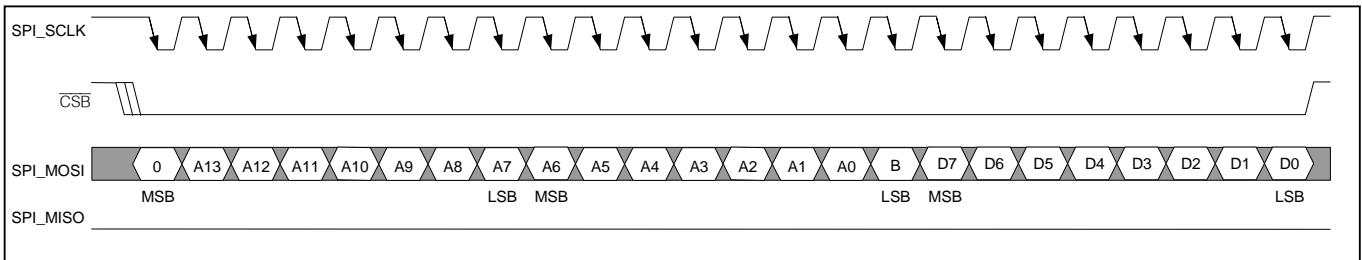 SPI_SCLK
CSB
SPI_MOSI 0 A13 A12 A11 A10 A9 A8 A7 A6 A5 A4 A3 A2 A1 A0 B D7 D6 D5 D4 D3 D2 D1 D0
MSB LSB MSB LSB MSB LSB
SPI_MISO